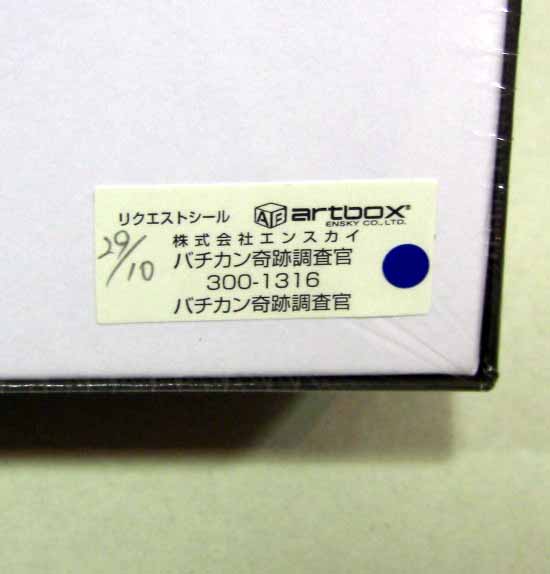 リクエストシール ATE artbox®
ENSKY CO., LTD.
株式会社エンスカイ
29/10
バチカン奇跡調査官
300-1316
バチカン奇跡調査官